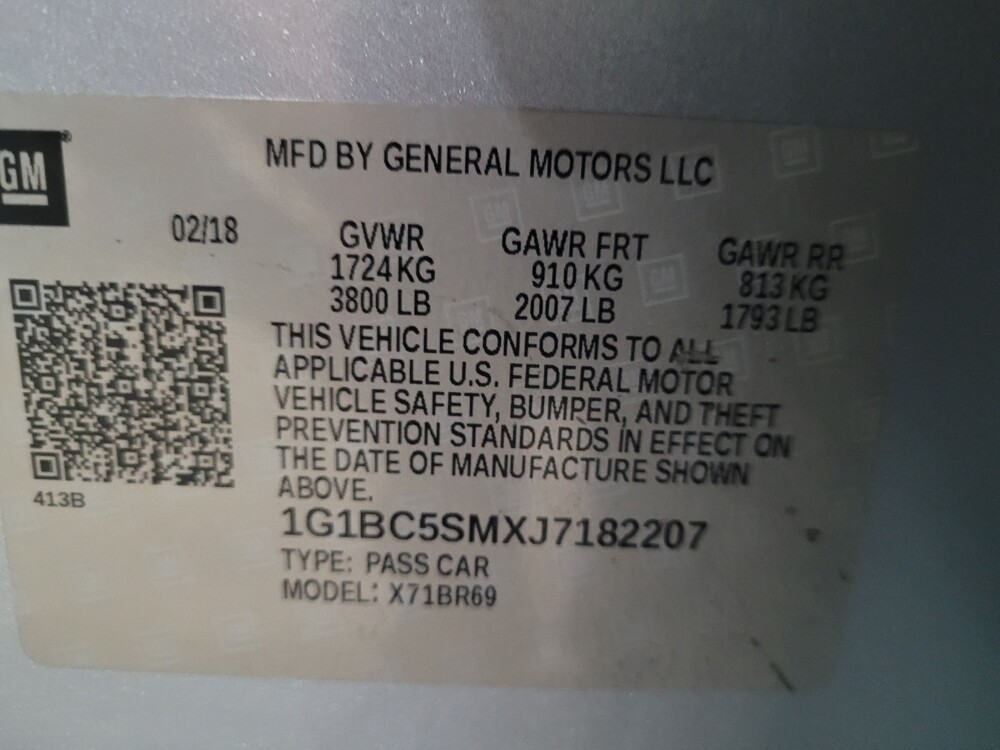 GM
MFD BY GENERAL MOTORS LLC
02/18 GVWR GAWR FRT GAWR RR
1724 KG 910 KG 813 KG
3800 LB 2007 LB 1793 LB
THIS VEHICLE CONFORMS TO ALL
APPLICABLE U.S. FEDERAL MOTOR
VEHICLE SAFETY, BUMPER, AND THEFT
PREVENTION STANDARDS IN EFFECT ON
THE DATE OF MANUFACTURE SHOWN
ABOVE.
413B
1G1BC5SMXJ7182207
TYPE: PASS CAR
MODEL: X71BR69